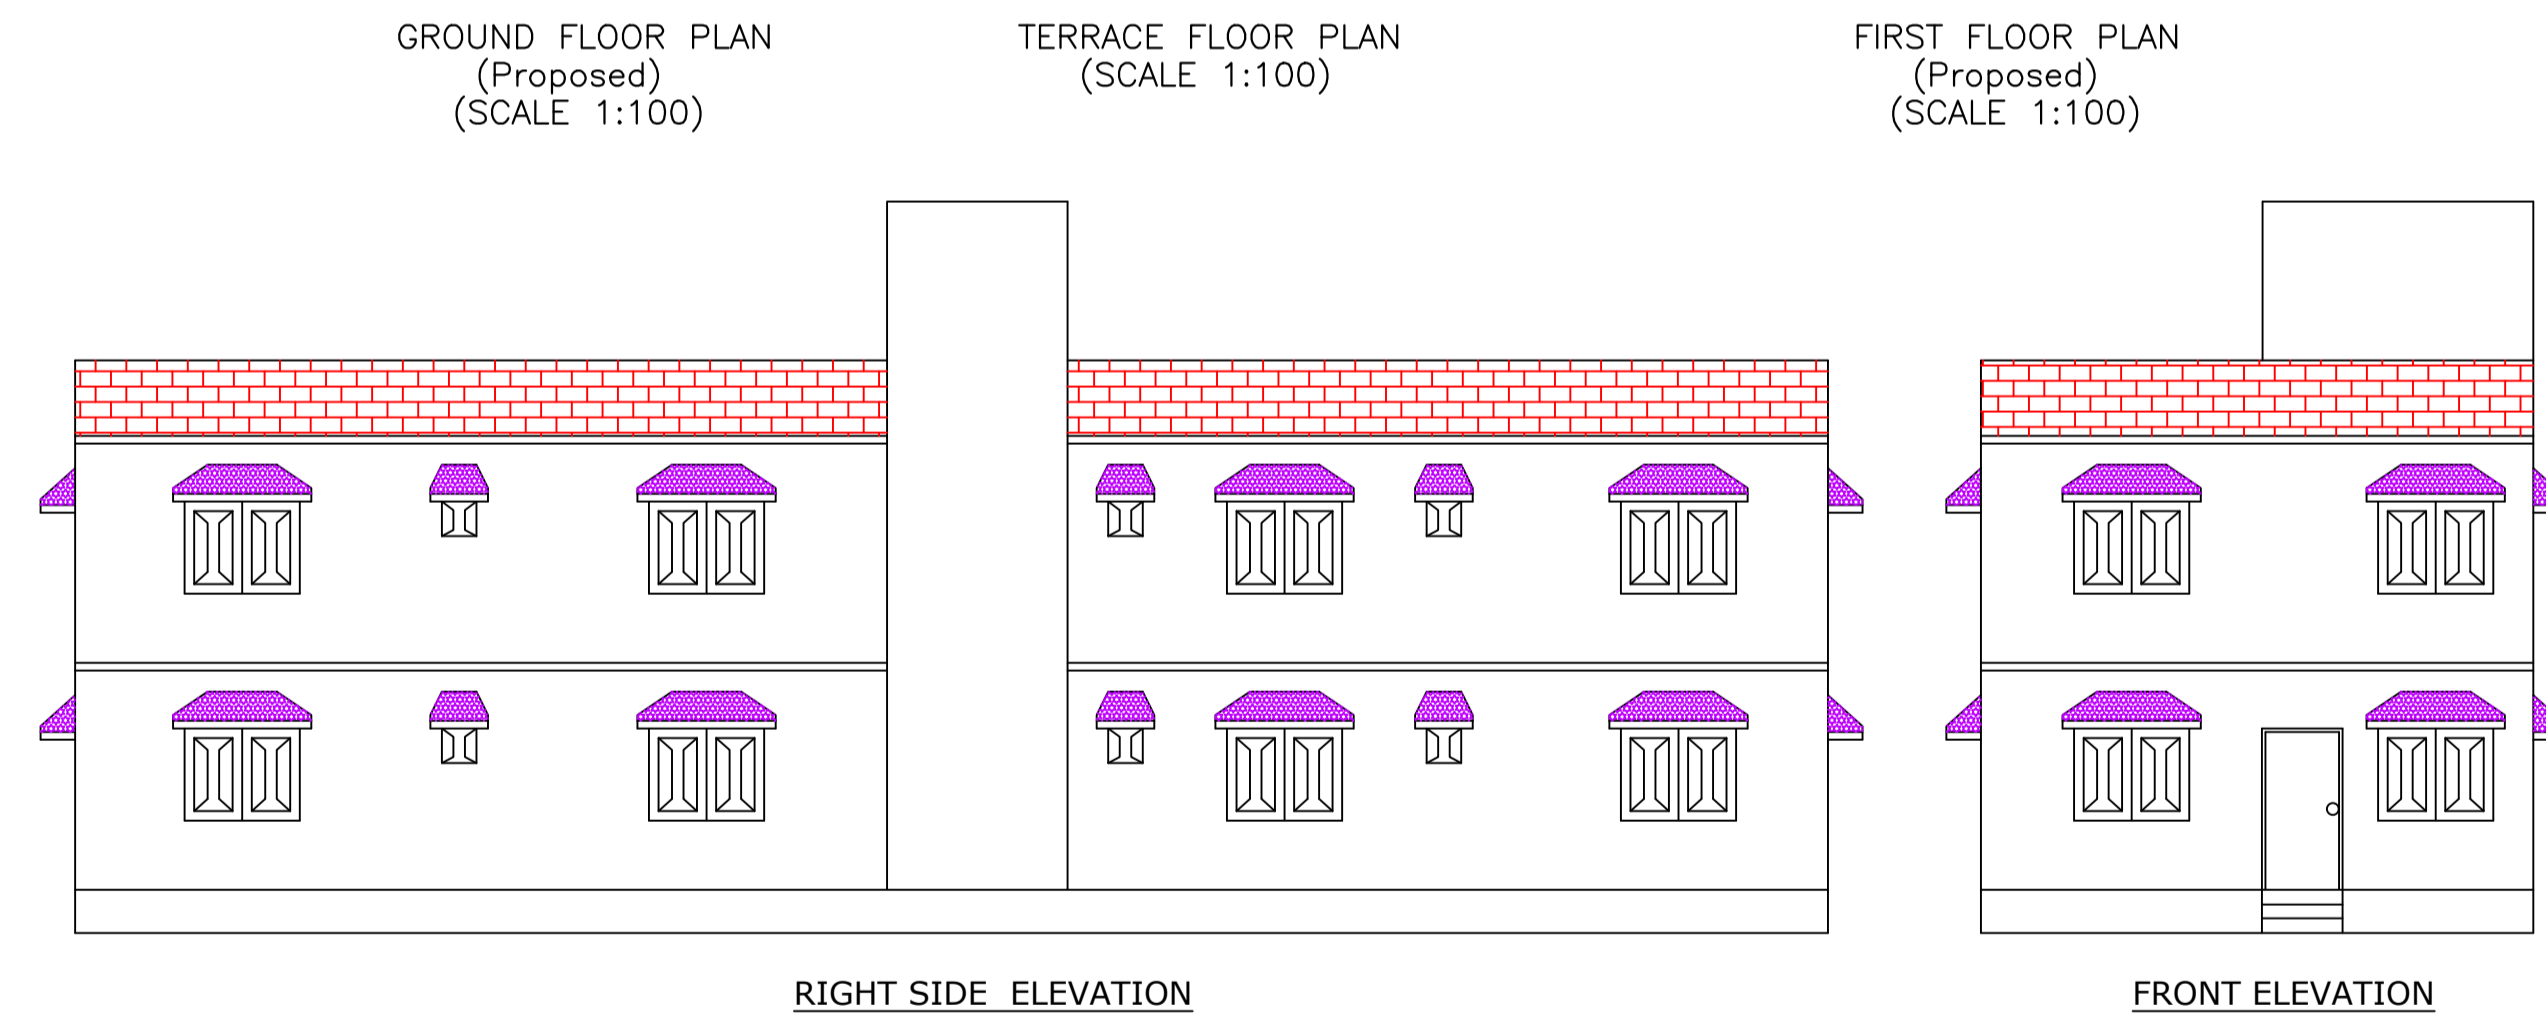 GROUND FLOOR PLAN
(Proposed)
(SCALE 1:100)
TERRACE FLOOR PLAN
(SCALE 1:100)
FIRST FLOOR PLAN
(Proposed)
(SCALE 1:100)
RIGHT SIDE ELEVATION
FRONT ELEVATION